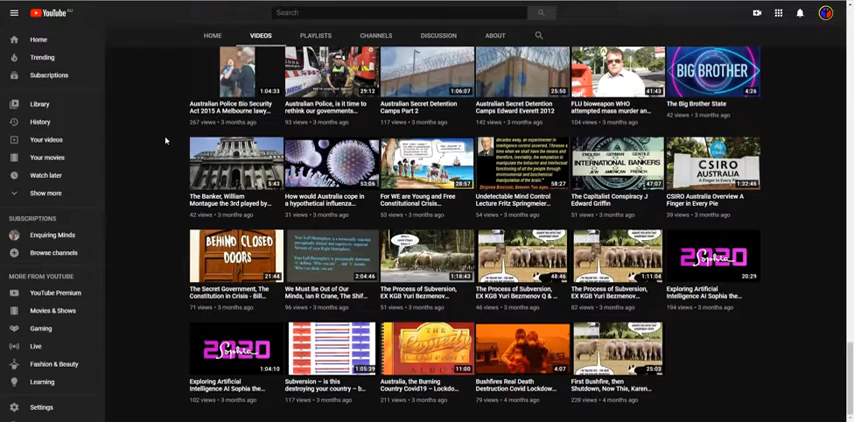 YouTube AU
Search
HOME VIDEOS PLAYLISTS CHANNELS DISCUSSION ABOUT
Home
Trending
Subscriptions
Library
History
Your videos
Your movies
Watch later
Show more
SUBSCRIPTIONS
Enquiring Minds
Browse channels
MORE FROM YOUTUBE
YouTube Premium
Movies & Shows
Gaming
Live
Fashion & Beauty
Learning
Settings
1:04:33
29:12
1:06:07
25:50
41:43
BIG BROTHER
4:26
Australian Police Bio Security
Act 2015 A Melbourne lawy...
267 views • 3 months ago
Australian Police, is it time to
rethink our governments...
93 views • 3 months ago
Australian Secret Detention
Camps Part 2
117 views • 3 months ago
Australian Secret Detention
Camps Edward Everett 2012
142 views • 3 months ago
FLU bioweapon WHO
attempted mass murder an...
104 views • 3 months ago
The Big Brother State
42 views • 3 months ago
5:43
53:06
28:57
58:27
INTERNATIONAL BANKERS
47:07
CSIRO
AUSTRALIA
A Finger in Every Pie
1:32:46
The Banker, William
Montague the 3rd played by...
42 views • 3 months ago
How would Australia cope in
a hypothetical influenza...
31 views • 3 months ago
For WE are Young and Free
Constitutional Crisis...
53 views • 3 months ago
Undetectable Mind Control
Lecture Fritz Springmeier...
54 views • 3 months ago
The Capitalist Conspiracy J
Edward Griffin
51 views • 3 months ago
CSIRO Australia Overview A
Finger in Every Pie
39 views • 3 months ago
BEHIND CLOSED
DOORS
21:44
2:04:46
1:18:43
48:46
1:11:04
Sophia
20:29
The Secret Government, The
Constitution in Crisis - Bill...
71 views • 3 months ago
We Must Be Out of Our
Minds, Ian R Crane, The Shif...
96 views • 3 months ago
The Process of Subversion,
EX KGB Yuri Bezmenov
51 views • 3 months ago
The Process of Subversion,
EX KGB Yuri Bezmenov Q & ...
46 views • 3 months ago
The Process of Subversion,
EX KGB Yuri Bezmenov
82 views • 3 months ago
Exploring Artificial
Intelligence AI Sophia the...
194 views • 3 months ago
Sophia
1:04:10
1:05:39
THE
Comedy
COMPANY
ALBUM
11:00
4:07
25:03
Exploring Artificial
Intelligence AI Sophia the...
102 views • 3 months ago
Subversion – is this
destroying your country – b...
117 views • 3 months ago
Australia, the Burning
Country Covid19 – Lockdo...
211 views • 3 months ago
Bushfires Real Death
Destruction Covid Lockdow...
79 views • 4 months ago
First Bushfire, then
Shutdown, Now This, Karen...
228 views • 4 months ago